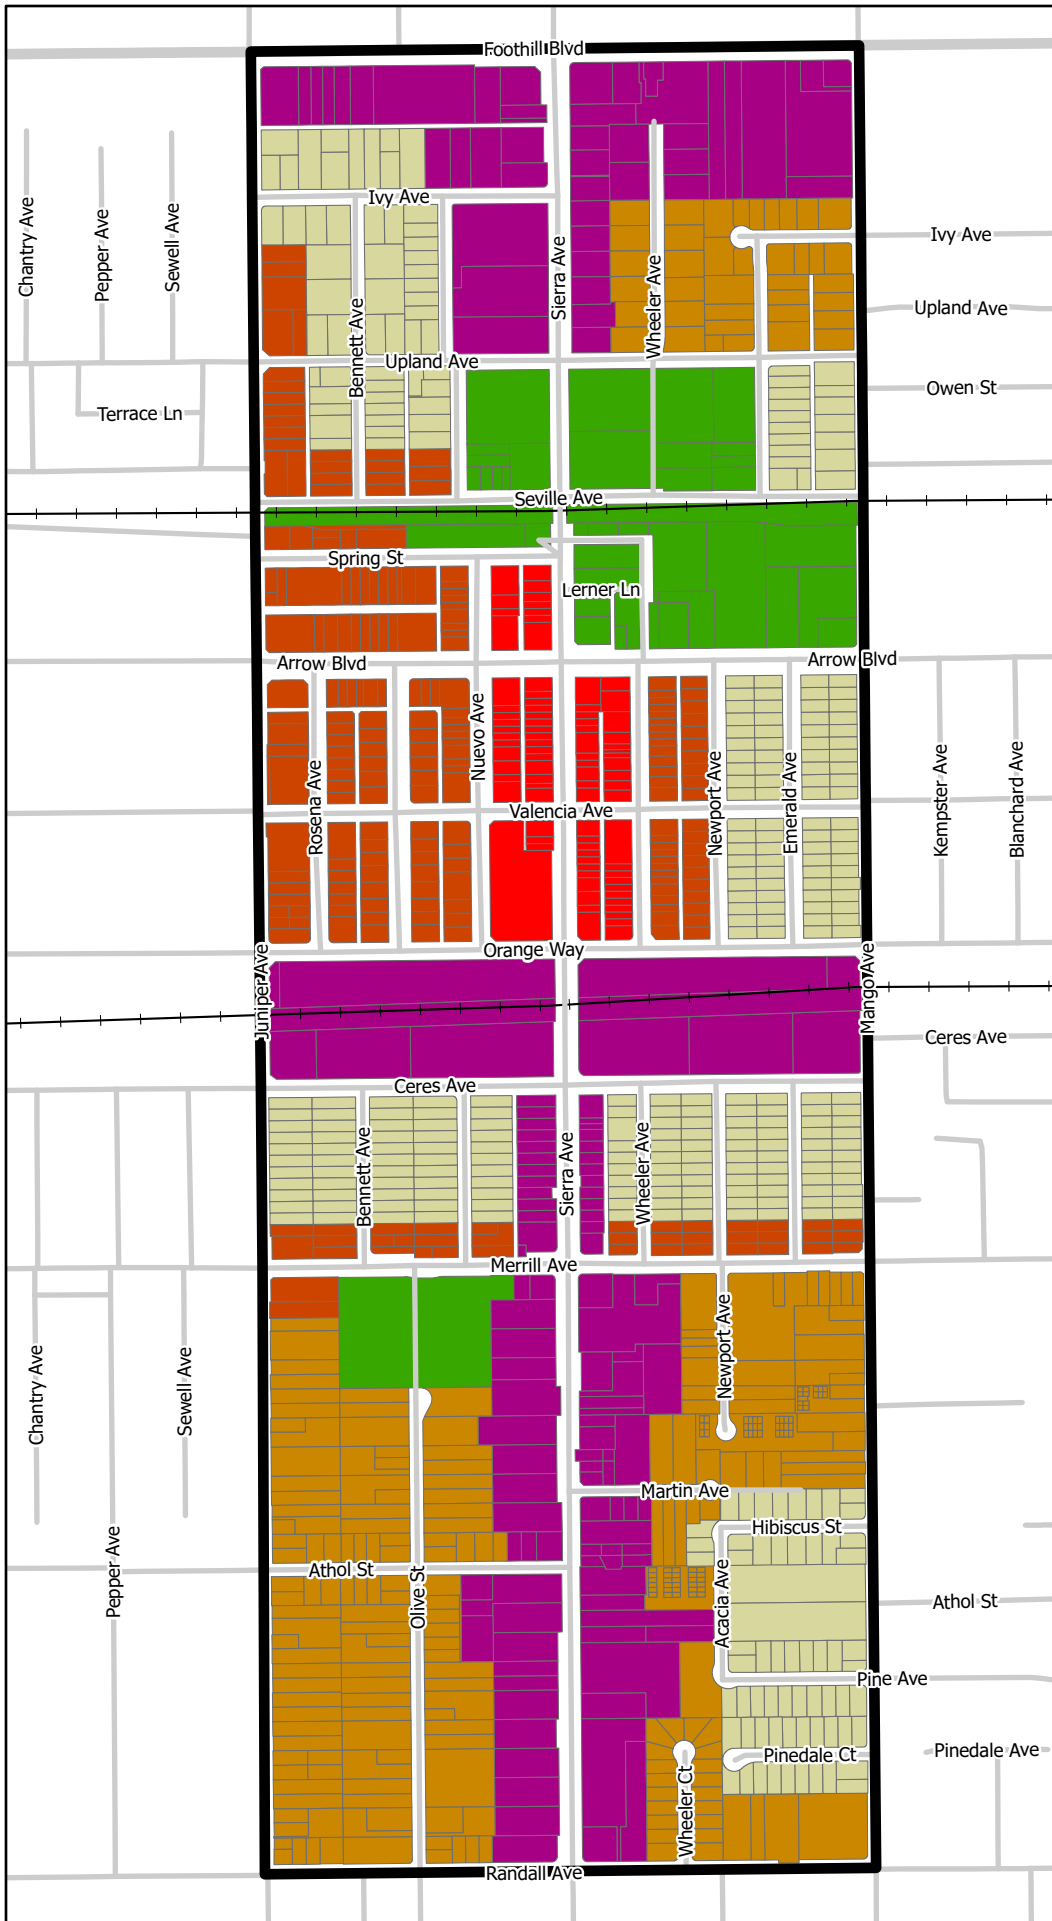 Foothill Blvd
Ivy Ave
Chantry Ave
Pepper Ave
Sewell Ave
Sierra Ave
Wheeler Ave
Ivy Ave
Upland Ave
Bennett Ave
Upland Ave
Owen St
Terrace Ln
Seville Ave
Spring St
Lerner Ln
Arrow Blvd
Arrow Blvd
Nuevo Ave
Rosena Ave
Valencia Ave
Newport Ave
Emerald Ave
Kempster Ave
Blanchard Ave
Orange Way
Juniper Ave
Mango Ave
Ceres Ave
Ceres Ave
Bennett Ave
Sierra Ave
Wheeler Ave
Merrill Ave
Newport Ave
Chantry Ave
Sewell Ave
Martin Ave
Hibiscus St
Pepper Ave
Athol St
Olive St
Acacia Ave
Athol St
Pine Ave
Pinedale Ct
Pinedale Ave
Wheeler Ct
Randall Ave